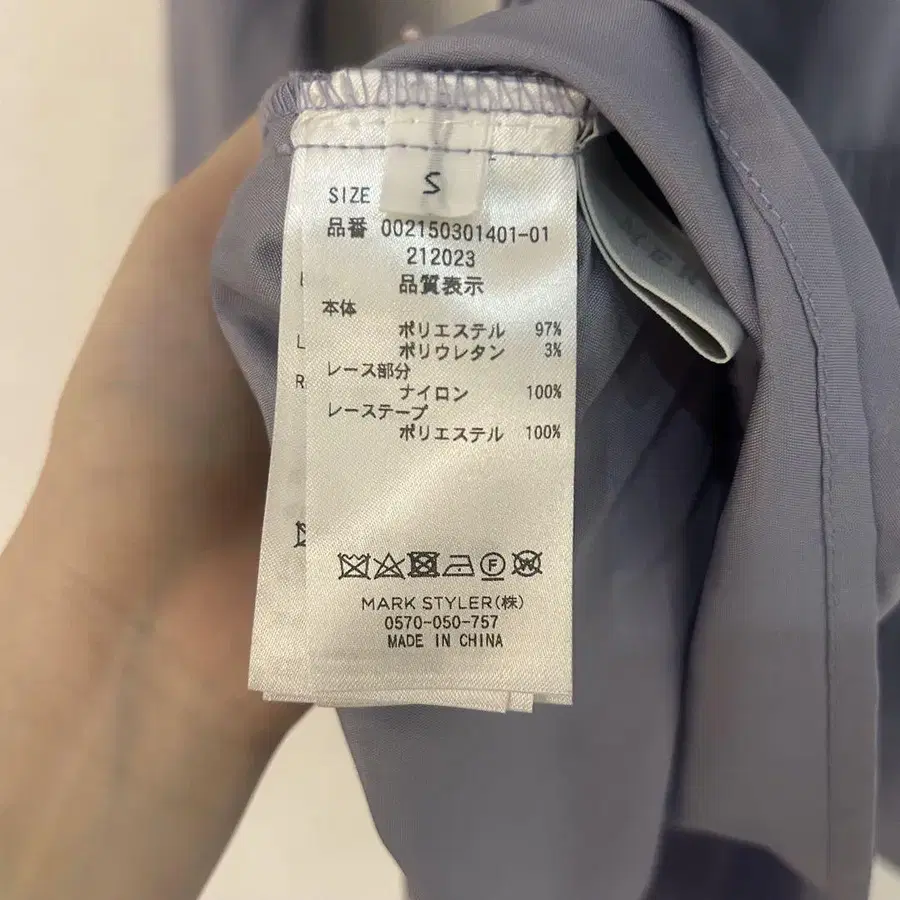 SIZE S
品番 002150301401-01
212023
品質表示
本体
ポリエステル 97%
ポリウレタン 3%
レース部分
ナイロン 100%
レーステープ
ポリエステル 100%
MARK STYLER(株)
0570-050-757
MADE IN CHINA
L
R